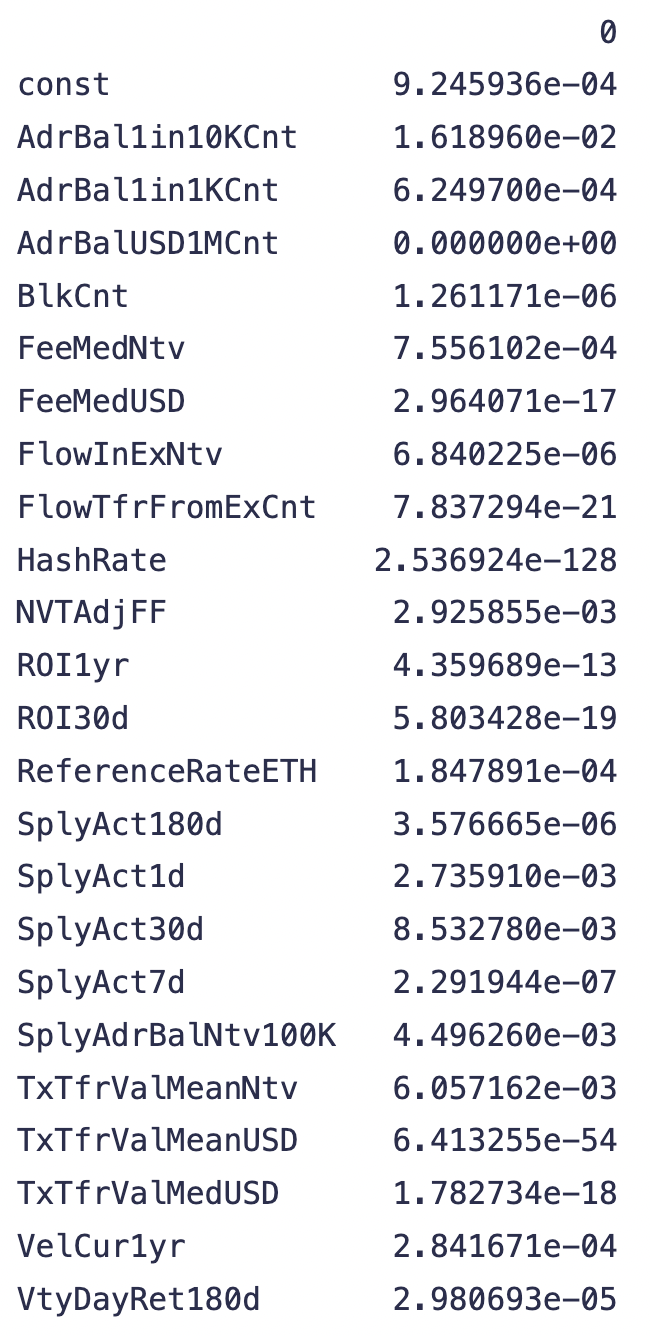 0
const 9.245936e−04
AdrBal1in10KCnt 1.618960e−02
AdrBal1in1KCnt 6.249700e−04
AdrBalUSD1MCnt 0.000000e+00
BlkCnt 1.261171e−06
FeeMedNtv 7.556102e−04
FeeMedUSD 2.964071e−17
FlowInExNtv 6.840225e−06
FlowTfrFromExCnt 7.837294e−21
HashRate 2.536924e−128
NVTAdjFF 2.925855e−03
ROI1yr 4.359689e−13
ROI30d 5.803428e−19
ReferenceRateETH 1.847891e−04
SplyAct180d 3.576665e−06
SplyAct1d 2.735910e−03
SplyAct30d 8.532780e−03
SplyAct7d 2.291944e−07
SplyAdrBalNtv100K 4.496260e−03
TxTfrValMeanNtv 6.057162e−03
TxTfrValMeanUSD 6.413255e−54
TxTfrValMedUSD 1.782734e−18
VelCur1yr 2.841671e−04
VtyDayRet180d 2.980693e−05